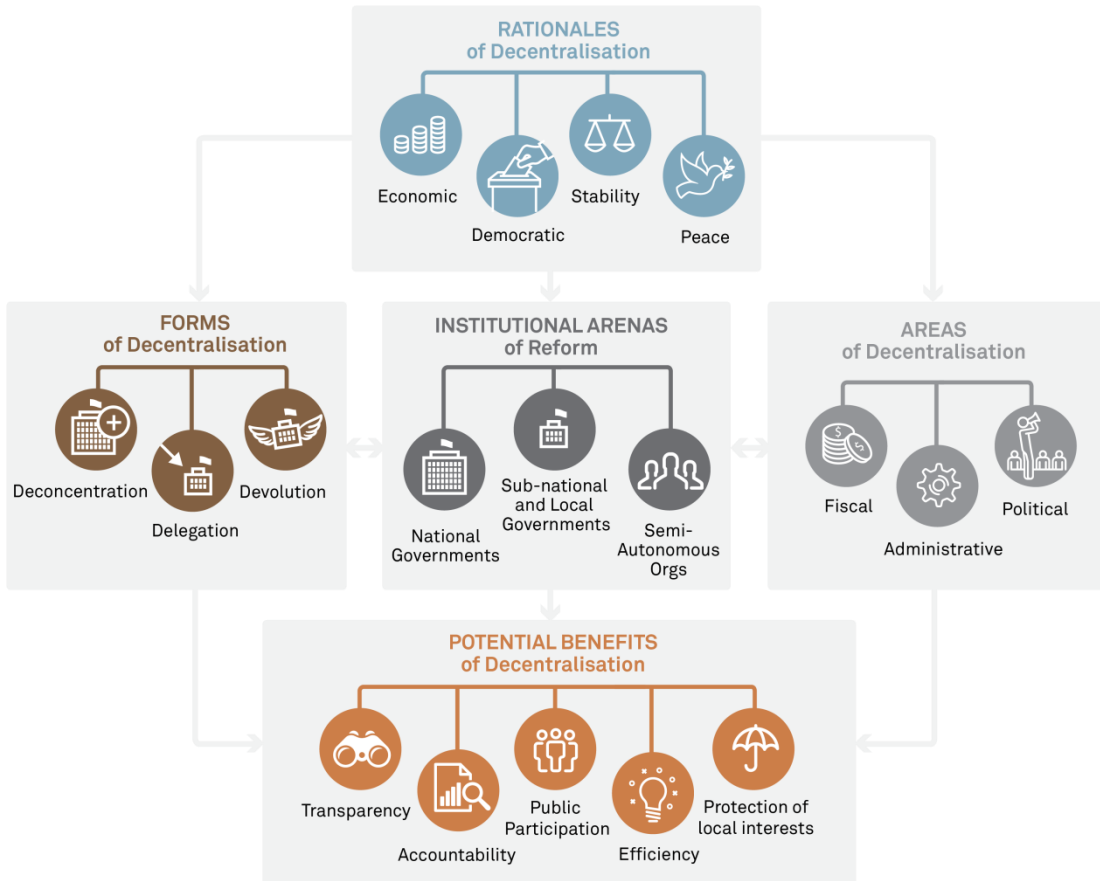 RATIONALES
of Decentralisation
Economic
Democratic
Stability
Peace
FORMS
of Decentralisation
Deconcentration
Delegation
Devolution
INSTITUTIONAL ARENAS
of Reform
National
Governments
Sub-national
and Local
Governments
Semi-
Autonomous
Orgs
AREAS
of Decentralisation
$
$
Fiscal
Administrative
Political
POTENTIAL BENEFITS
of Decentralisation
Transparency
Accountability
Public
Participation
Efficiency
Protection of
local interests